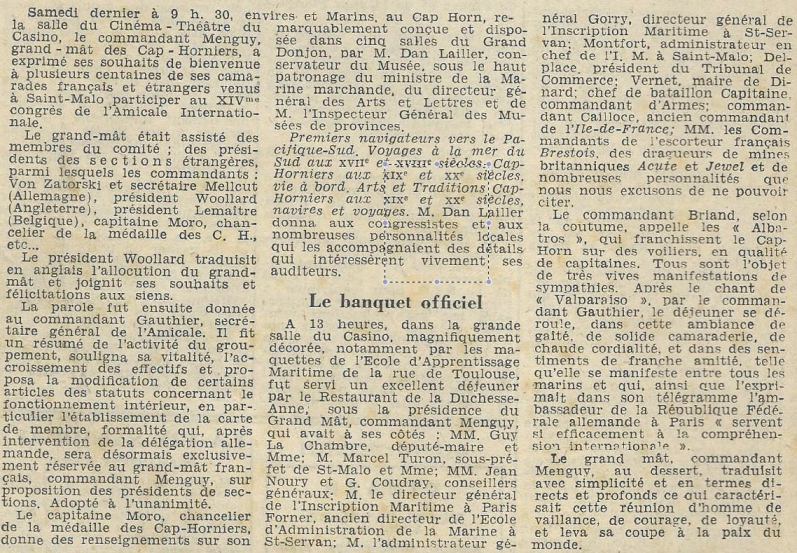 Samedi dernier à 9 h. 30, en
la salle du Cinéma-Théâtre du
Casino, le commandant Menguy,
grand-mât des Cap-Horniers, a
exprimé ses souhaits de bienvenue
à plusieurs centaines de ses cama-
rades français et étrangers venus
à Saint-Malo participer au XIVme
congrès de l'Amicale Internatio-
nale.
Le grand-mât était assisté des
membres du comité ; des prési-
dents des sections étrangères,
parmi lesquels les commandants :
Von Zatorski et secrétaire Mellcut
(Allemagne), président Woollard
(Angleterre), président Lemaître
(Belgique), capitaine Moro, chan-
celier de la médaille des C. H.,
etc...
Le président Woollard traduisit
en anglais l'allocution du grand-
mât et joignit ses souhaits et
félicitations aux siens.
La parole fut ensuite donnée
au commandant Gauthier, secré-
taire général de l'Amicale. Il fit
un résumé de l'activité du grou-
pement, souligna sa vitalité, l'ac-
croissement des effectifs et pro-
posa la modification de certains
articles des statuts concernant le
fonctionnement intérieur, en par-
ticulier l'établissement de la carte
de membre, formalité qui, après
intervention de la délégation alle-
mande, sera désormais exclusive-
ment réservée au grand-mât fran-
çais, commandant Menguy, sur
proposition des présidents de sec-
tions. Adopté à l'unanimité.
Le capitaine Moro, chancelier
de la médaille des Cap-Horniers,
donne des renseignements sur son
vires et Marins, au Cap Horn, re-
marquablement conçue et dispo-
sée dans cinq salles du Grand
Donjon, par M. Dan Lailler, con-
servateur du Musée, sous le haut
patronage du ministre de la Ma-
rine marchande, du directeur gé-
néral des Arts et Lettres et de
M. l'Inspecteur Général des Mu-
sées de provinces.
Premiers navigateurs vers le Pa-
cifique-Sud. Voyages à la mer du
Sud aux XVIIe et XVIIIe siècles, Cap-
Horniers aux XIXe et XXe siècles,
vie à bord, Arts et Traditions Cap-
Horniers aux XIXe et XXe siècles,
navires et voyages. M. Dan Lailler
donna aux congressistes et aux
nombreuses personnalités locales
qui les accompagnaient des détails
qui intéressèrent vivement ses
auditeurs.
Le banquet officiel
A 13 heures, dans la grande
salle du Casino, magnifiquement
décorée, notamment par les ma-
quettes de l'Ecole d'Apprentissage
Maritime de la rue de Toulouse,
fut servi un excellent déjeuner
par le Restaurant de la Duchesse-
Anne, sous la présidence du
Grand Mât, commandant Menguy,
qui avait à ses côtés : MM. Guy
La Chambre, député-maire et
Mme; M. Marcel Turon, sous-pré-
fet de St-Malo et Mme; MM. Jean
Noury et G. Coudray, conseillers
généraux; M. le directeur général
de l'Inscription Maritime à Paris
Forner, ancien directeur de l'Ecole
d'Administration de la Marine à
St-Servan; M. l'administrateur gé-
néral Gorry, directeur général de
l'Inscription Maritime à St-Ser-
van; Montfort, administrateur en
chef de l'I. M. à Saint-Malo; Del-
place, président du Tribunal de
Commerce; Vernet, maire de Di-
nard; chef de bataillon Capitaine,
commandant d'Armes; comman-
dant Cailloce, ancien commandant
de l'Ile-de-France; MM. les Com-
mandants de l'escorteur français
Brestois, des dragueurs de mines
britanniques Acute et Jewel et de
nombreuses personnalités que
nous nous excusons de ne pouvoir
citer.
Le commandant Briand, selon
la coutume, appelle les « Alba-
tros », qui franchissent le Cap-
Horn sur des voiliers, en qualité
de capitaines. Tous sont l'objet
de très vives manifestations de
sympathies. Après le chant de
« Valparaiso », par le comman-
dant Gauthier, le déjeuner se dé-
roule, dans cette ambiance de
gaîté, de solide camaraderie, de
chaude cordialité, et dans des sen-
timents de franche amitié, telle
qu'elle se manifeste entre tous les
marins et qui, ainsi que l'expri-
mait dans son télégramme l'am-
bassadeur de la République Fédé-
rale allemande à Paris « servent
si efficacement à la compréhen-
sion internationale ».
Le grand mât, commandant
Menguy, au dessert, traduisit
avec simplicité et en termes di-
rects et profonds ce qui caractéri-
sait cette réunion d'homme de
vaillance, de courage, de loyauté,
et leva sa coupe à la paix du
monde.